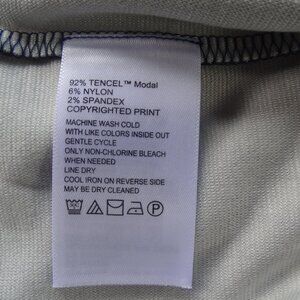 92% TENCEL™ Modal
6% NYLON
2% SPANDEX
COPYRIGHTED PRINT
MACHINE WASH COLD
WITH LIKE COLORS INSIDE OUT
GENTLE CYCLE
ONLY NON-CHLORINE BLEACH
WHEN NEEDED
LINE DRY
COOL IRON ON REVERSE SIDE
MAY BE DRY CLEANED
P